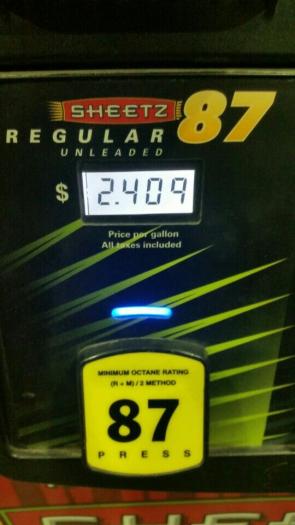 SHEETZ 87
REGULAR
UNLEADED
$ 2.409
Price per gallon
All taxes included
MINIMUM OCTANE RATING
(R + M) / 2 METHOD
87
PRESS
SHEETZ